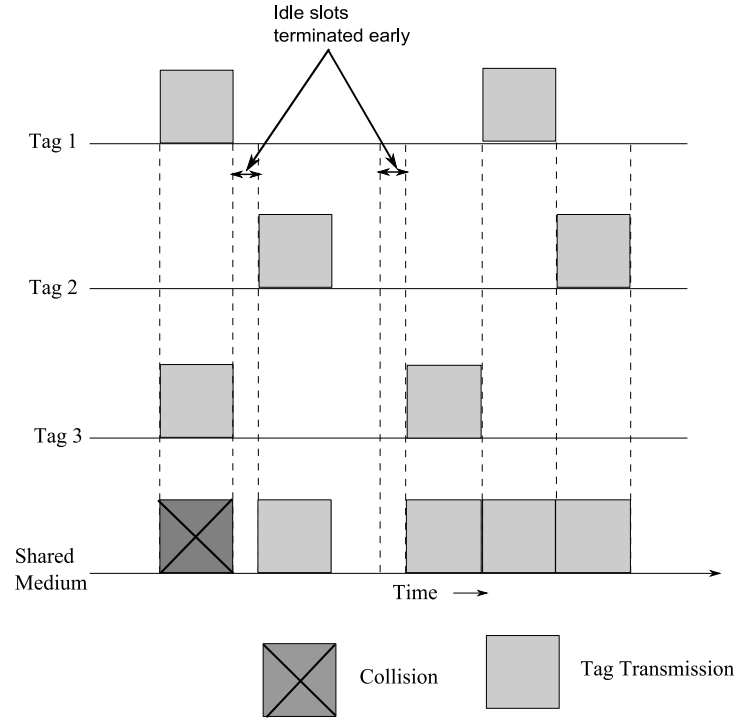 Idle slots
terminated early
Tag 1
Tag 2
Tag 3
Shared
Medium
Time
Collision
Tag Transmission